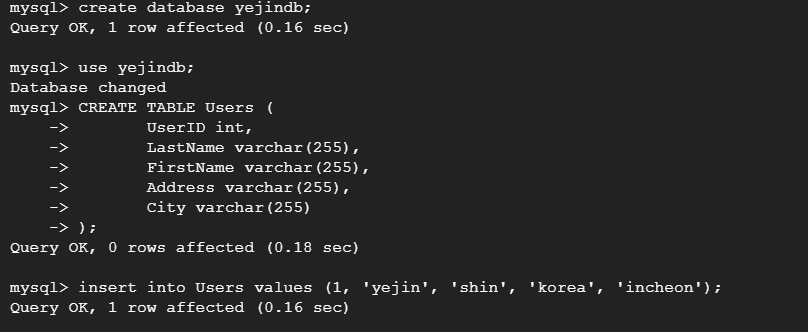 mysql> create database yejindb;
Query OK, 1 row affected (0.16 sec)

mysql> use yejindb;
Database changed
mysql> CREATE TABLE Users (
    ->        UserID int,
    ->        LastName varchar(255),
    ->        FirstName varchar(255),
    ->        Address varchar(255),
    ->        City varchar(255)
    -> );
Query OK, 0 rows affected (0.18 sec)

mysql> insert into Users values (1, 'yejin', 'shin', 'korea', 'incheon');
Query OK, 1 row affected (0.16 sec)